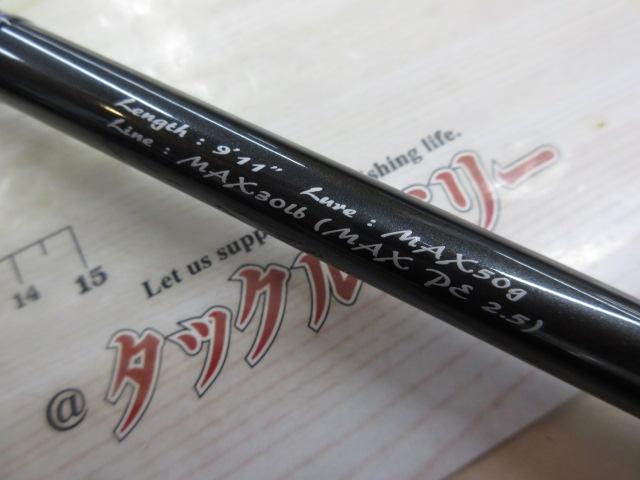 Length : 9'11" Lure : MAX50g
Line : MAX30lb (MAX PE 2.5)
shing life.
14 15
Let us supp
@タックル リー